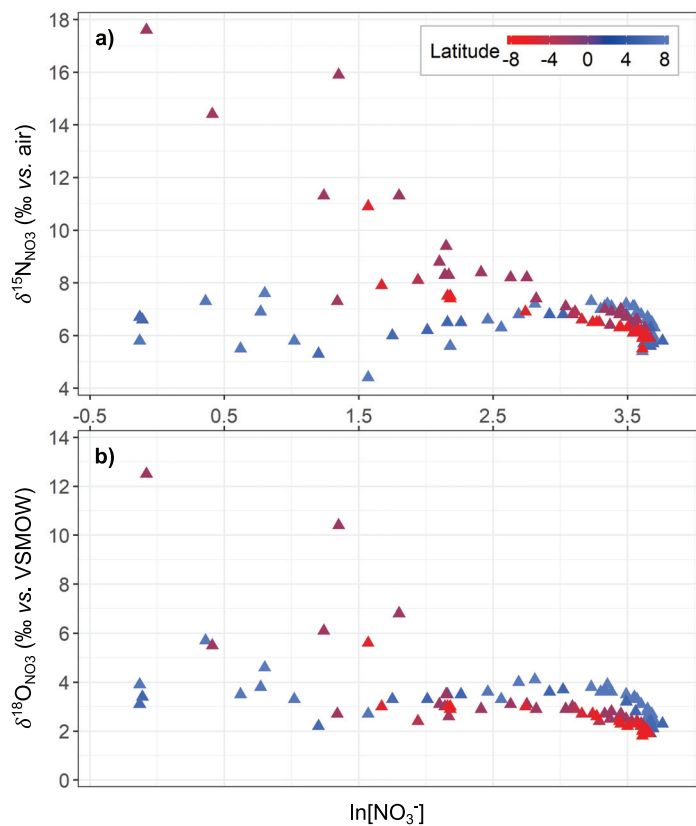 a)
Latitude
-8 -4 0 4 8
δ¹⁵N_NO3 (‰ vs. air)
18
16
14
12
10
8
6
4
-0.5 0.5 1.5 2.5 3.5
b)
δ¹⁸O_NO3 (‰ vs. VSMOW)
14
12
10
8
6
4
2
0
ln[NO₃⁻]